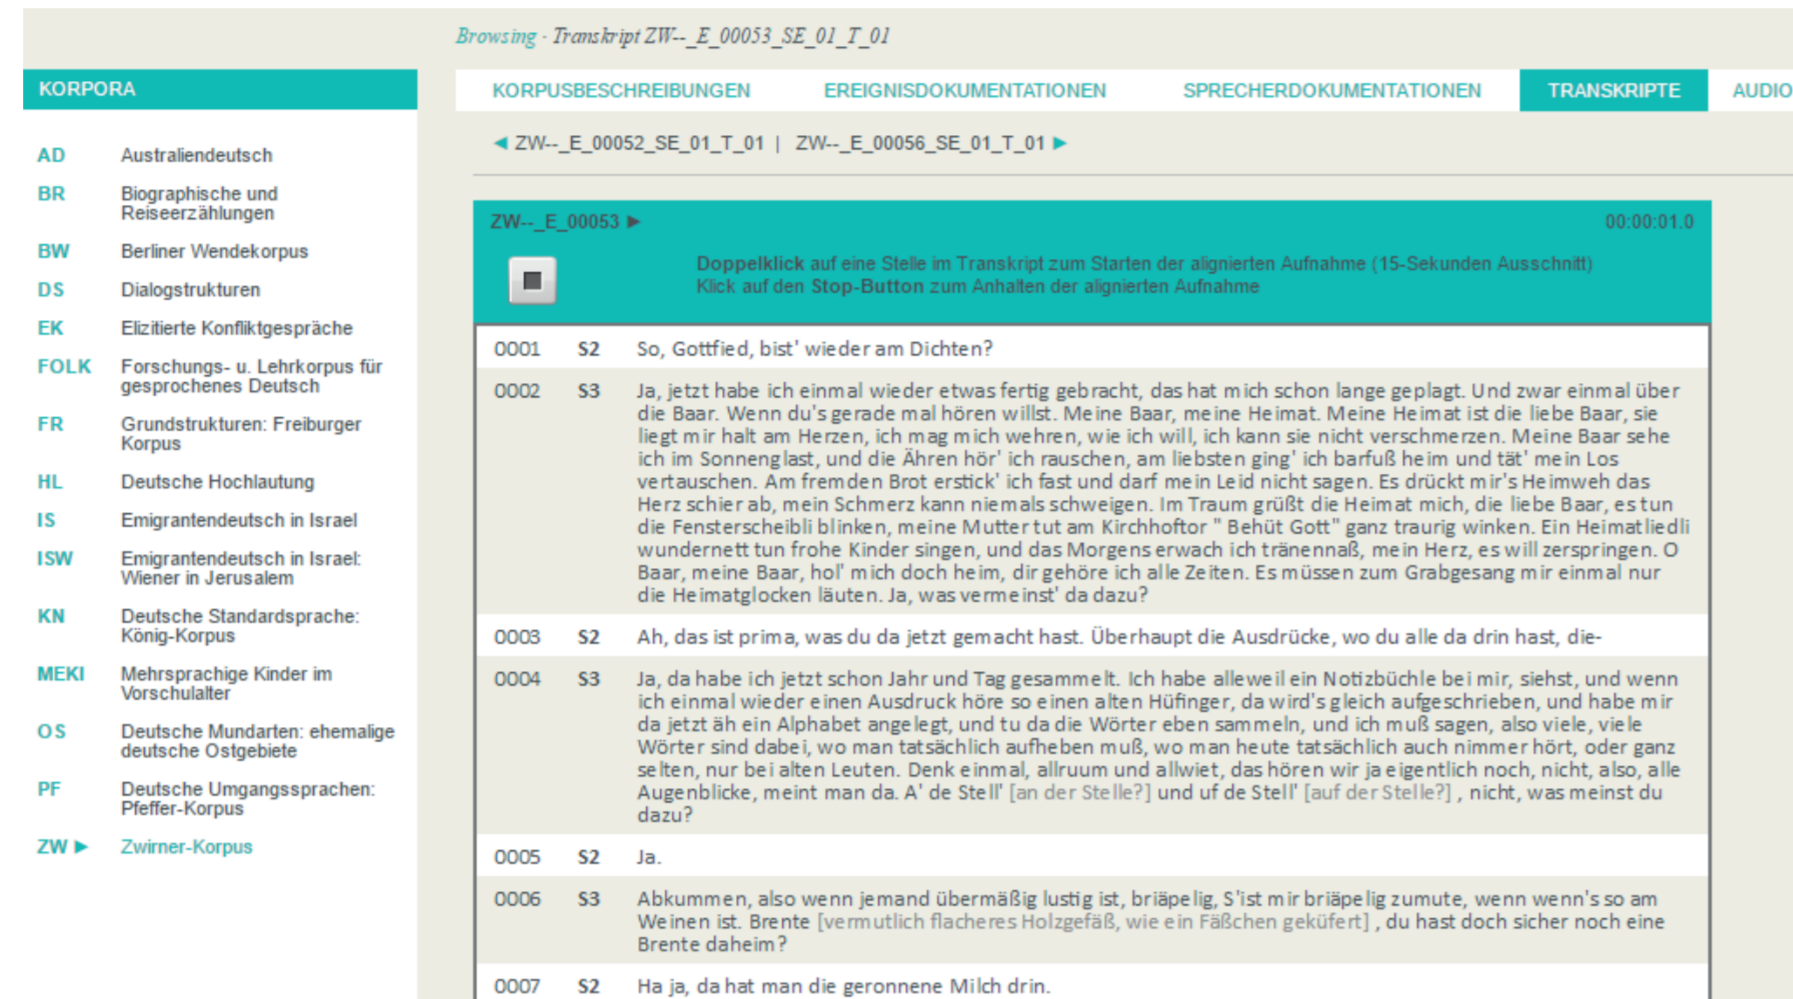 Browsing - Transkript ZW--_E_00053_SE_01_T_01
KORPORA
AD Australiendeutsch
BR Biographische und
Reiseerzählungen
BW Berliner Wendekorpus
DS Dialogstrukturen
EK Elizitierte Konfliktgespräche
FOLK Forschungs- u. Lehrkorpus für
gesprochenes Deutsch
FR Grundstrukturen: Freiburger
Korpus
HL Deutsche Hochlautung
IS Emigrantendeutsch in Israel
ISW Emigrantendeutsch in Israel:
Wiener in Jerusalem
KN Deutsche Standardsprache:
König-Korpus
MEKI Mehrsprachige Kinder im
Vorschulalter
OS Deutsche Mundarten: ehemalige
deutsche Ostgebiete
PF Deutsche Umgangssprachen:
Pfeffer-Korpus
ZW ► Zwirner-Korpus
KORPUSBESCHREIBUNGEN EREIGNISDOKUMENTATIONEN SPRECHERDOKUMENTATIONEN TRANSKRIPTE AUDIO
◄ ZW--_E_00052_SE_01_T_01 | ZW--_E_00056_SE_01_T_01 ►
ZW--_E_00053 ► 00:00:01.0
Doppelklick auf eine Stelle im Transkript zum Starten der alignierten Aufnahme (15-Sekunden Ausschnitt)
Klick auf den Stop-Button zum Anhalten der alignierten Aufnahme
0001 S2 So, Gottfied, bist' wieder am Dichten?
0002 S3 Ja, jetzt habe ich einmal wieder etwas fertig gebracht, das hat mich schon lange geplagt. Und zwar einmal über
die Baar. Wenn du's gerade mal hören willst. Meine Baar, meine Heimat. Meine Heimat ist die liebe Baar, sie
liegt mir halt am Herzen, ich mag mich wehren, wie ich will, ich kann sie nicht verschmerzen. Meine Baar sehe
ich im Sonnenglast, und die Ähren hör' ich rauschen, am liebsten ging' ich barfuß heim und tät' mein Los
vertauschen. Am fremden Brot erstick' ich fast und darf mein Leid nicht sagen. Es drückt mir's Heimweh das
Herz schier ab, mein Schmerz kann niemals schweigen. Im Traum grüßt die Heimat mich, die liebe Baar, es tun
die Fensterscheibli blinken, meine Mutter tut am Kirchhoftor " Behüt Gott" ganz traurig winken. Ein Heimatliedli
wundernett tun frohe Kinder singen, und das Morgens erwach ich tränennaß, mein Herz, es will zerspringen. O
Baar, meine Baar, hol' mich doch heim, dir gehöre ich alle Zeiten. Es müssen zum Grabgesang mir einmal nur
die Heimatglocken läuten. Ja, was vermeinst' da dazu?
0003 S2 Ah, das ist prima, was du da jetzt gemacht hast. Überhaupt die Ausdrücke, wo du alle da drin hast, die-
0004 S3 Ja, da habe ich jetzt schon Jahr und Tag gesammelt. Ich habe alleweil ein Notizbüchle bei mir, siehst, und wenn
ich einmal wieder einen Ausdruck höre so einen alten Hüfinger, da wird's gleich aufgeschrieben, und habe mir
da jetzt äh ein Alphabet angelegt, und tu da die Wörter eben sammeln, und ich muß sagen, also viele, viele
Wörter sind dabei, wo man tatsächlich aufheben muß, wo man heute tatsächlich auch nimmer hört, oder ganz
selten, nur bei alten Leuten. Denk einmal, allruum und allwiet, das hören wir ja eigentlich noch, nicht, also, alle
Augenblicke, meint man da. A' de Stell' [an der Stelle?] und uf de Stell' [auf der Stelle?] , nicht, was meinst du
dazu?
0005 S2 Ja.
0006 S3 Abkummen, also wenn jemand übermäßig lustig ist, briäpelig, S'ist mir briäpelig zumute, wenn wenn's so am
Weinen ist. Brente [vermutlich flacheres Holzgefäß, wie ein Fäßchen geküfert] , du hast doch sicher noch eine
Brente daheim?
0007 S2 Ha ja, da hat man die geronnene Milch drin.